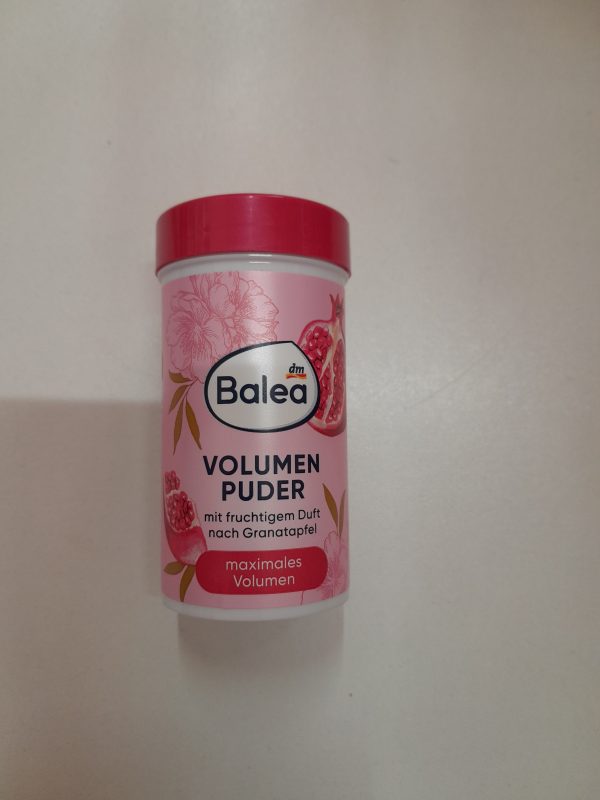 dm
Balea
VOLUMEN
PUDER
mit fruchtigem Duft
nach Granatapfel
maximales
Volumen